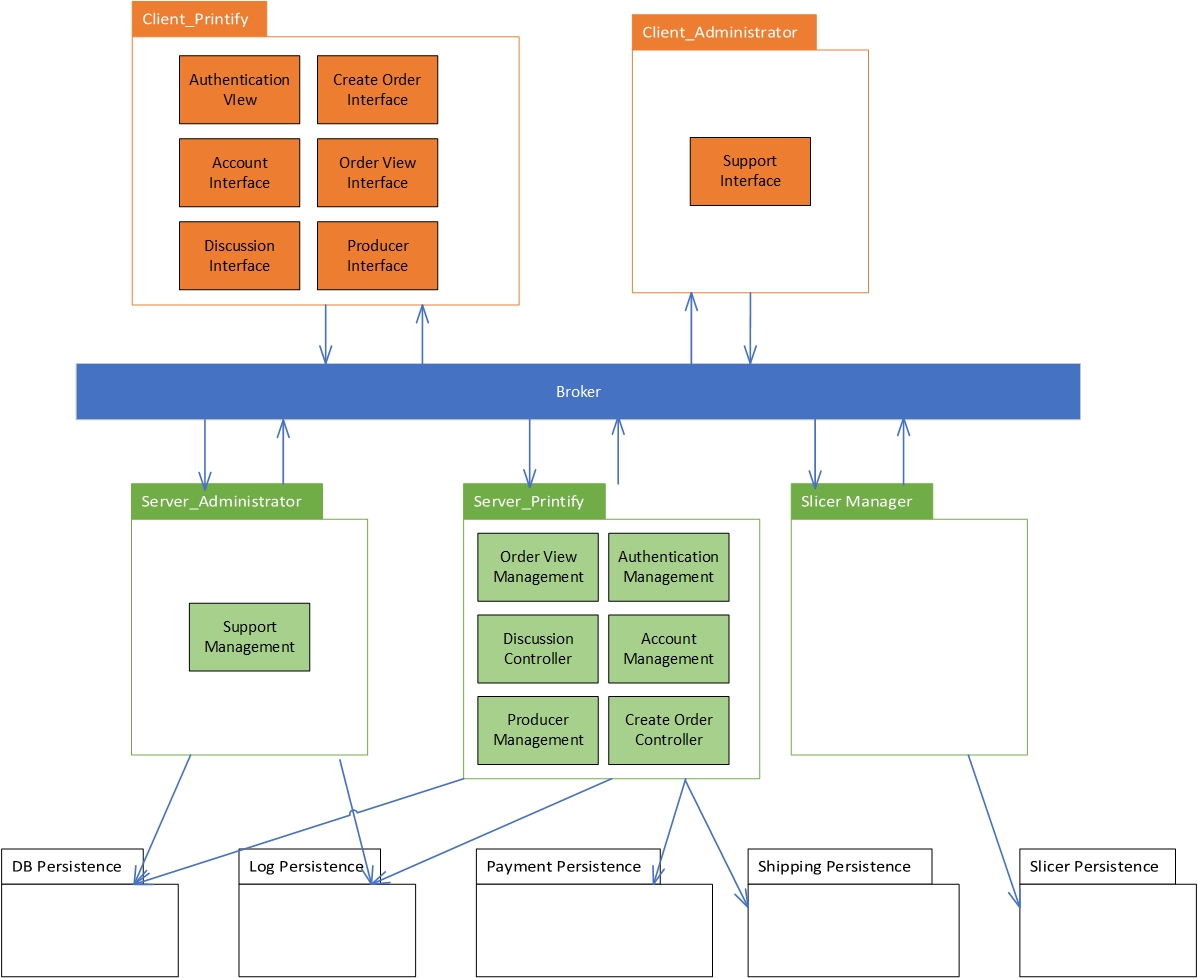 Client_Printify
Client_Administrator
Authentication
VIew
Create Order
Interface
Account
Interface
Order View
Interface
Discussion
Interface
Producer
Interface
Support
Interface
Broker
Server_Administrator
Server_Printify
Slicer Manager
Support
Management
Order View
Management
Authentication
Management
Discussion
Controller
Account
Management
Producer
Management
Create Order
Controller
DB Persistence
Log Persistence
Payment Persistence
Shipping Persistence
Slicer Persistence